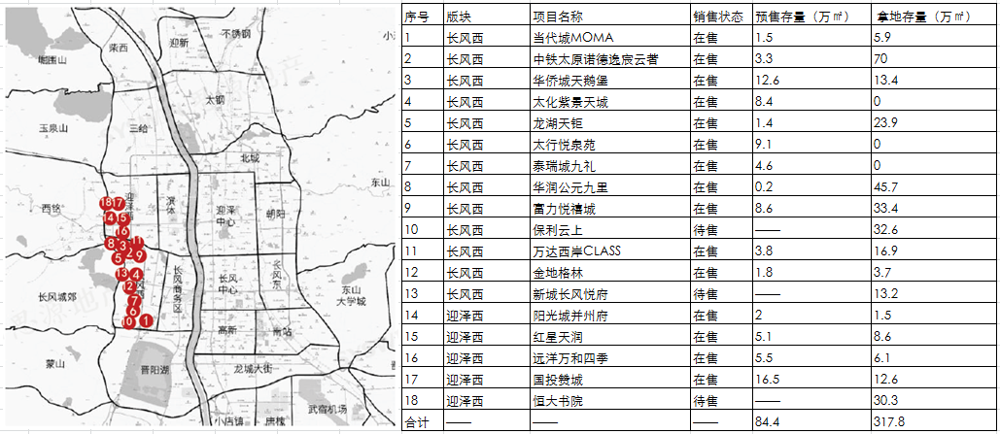 不锈钢
柴西
迎新
崛围山
太钢
玉泉山
三给
北城
东山
西铭
迎泽西
滨体
迎泽中心
朝阳
18
17
14
15
16
8
3
11
5
2
9
13
4
12
7
6
10
1
长风城郊
长风商务区
长风中心
长风东
东山大学城
高新
南站
蒙山
晋阳湖
龙城大街
武宿机场
小店镇
唐槐
序号 版块 项目名称 销售状态 预售存量（万㎡） 拿地存量（万㎡）
1 长风西 当代城MOMA 在售 1.5 5.9
2 长风西 中铁太原诺德逸宸云著 在售 3.3 70
3 长风西 华侨城天鹅堡 在售 12.6 13.4
4 长风西 太化紫景天城 在售 8.4 0
5 长风西 龙湖天钜 在售 1.4 23.9
6 长风西 太行悦泉苑 在售 9.1 0
7 长风西 泰瑞城九礼 在售 4.6 0
8 长风西 华润公元九里 在售 0.2 45.7
9 长风西 富力悦禧城 在售 8.6 33.4
10 长风西 保利云上 待售 —— 32.6
11 长风西 万达西岸CLASS 在售 3.8 16.9
12 长风西 金地格林 在售 1.8 3.7
13 长风西 新城长风悦府 待售 —— 13.2
14 迎泽西 阳光城并州府 在售 2 1.5
15 迎泽西 红星天润 在售 5.1 8.6
16 迎泽西 远洋万和四季 在售 5.5 6.1
17 迎泽西 国投赞城 在售 16.5 12.6
18 迎泽西 恒大书院 待售 —— 30.3
合计 —— —— —— 84.4 317.8